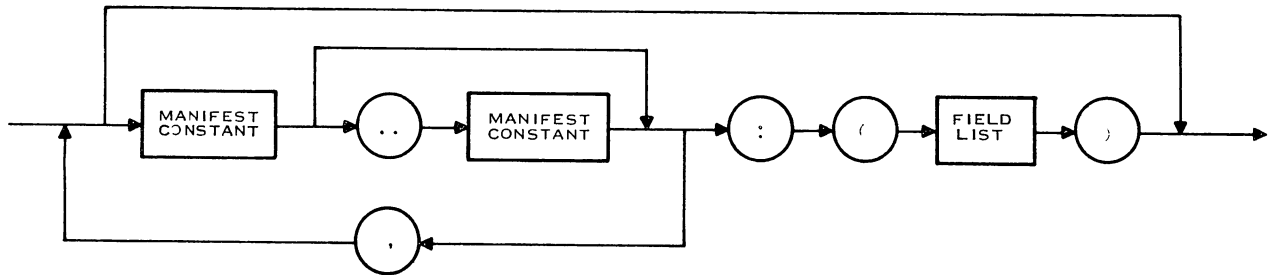 MANIFEST
CONSTANT
..
MANIFEST
CONSTANT
:
(
FIELD
LIST
)
,